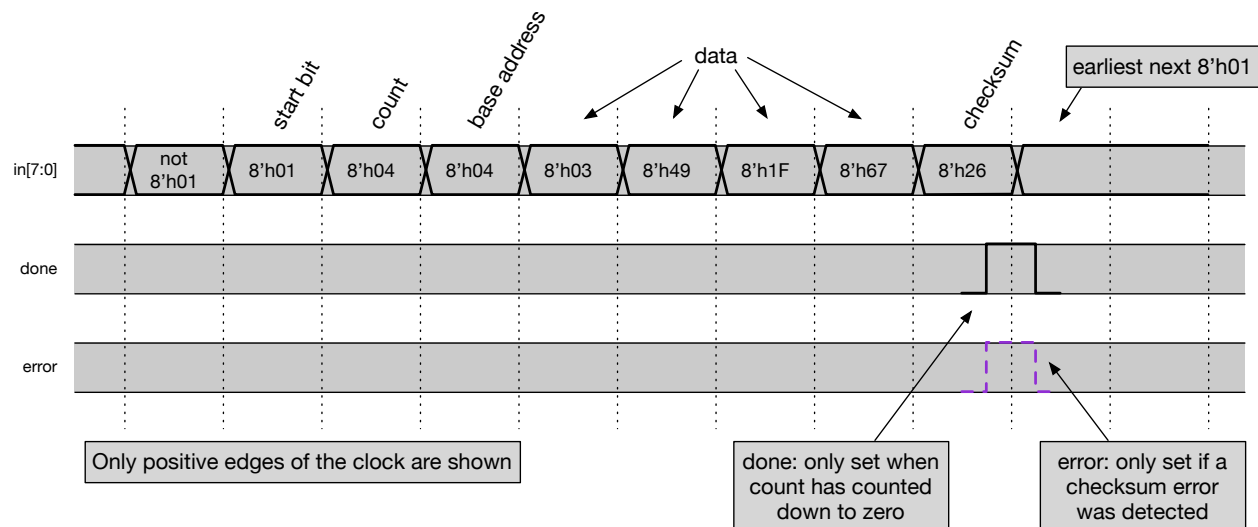 start bit
count
base address
data
checksum
earliest next 8'h01
in[7:0]
not
8'h01
8'h01
8'h04
8'h04
8'h03
8'h49
8'h1F
8'h67
8'h26
done
error
Only positive edges of the clock are shown
done: only set when
count has counted
down to zero
error: only set if a
checksum error
was detected